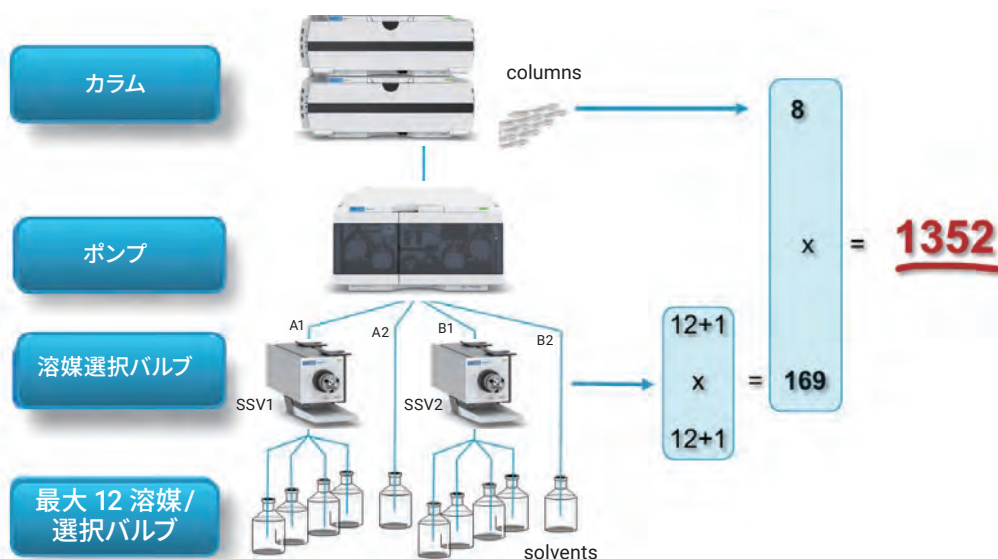 カラム
columns
8
x
=
1352
ポンプ
A1
A2
B1
B2
12+1
x
12+1
=
169
溶媒選択バルブ
SSV1
SSV2
最大 12 溶媒/
選択バルブ
solvents